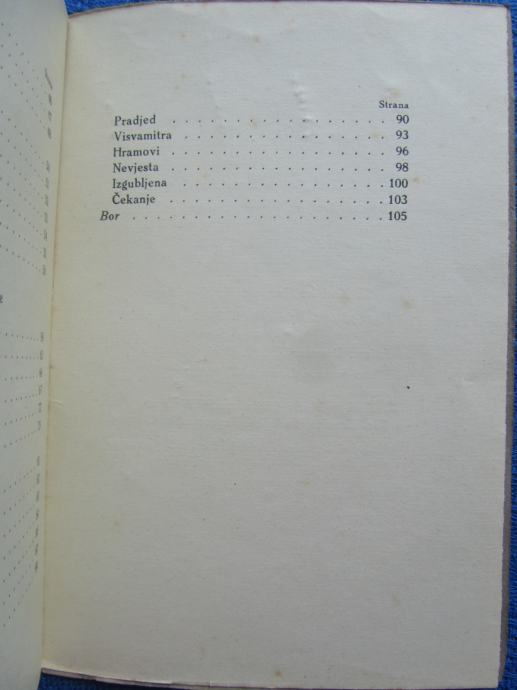 Strana
Pradjed . . . . . . . . . . . . . . . . . 90
Visvamitra . . . . . . . . . . . . . . . . 93
Hramovi . . . . . . . . . . . . . . . . . 96
Nevjesta . . . . . . . . . . . . . . . . . 98
Izgubljena . . . . . . . . . . . . . . . . 100
Čekanje . . . . . . . . . . . . . . . . . 103
Bor . . . . . . . . . . . . . . . . . . . 105